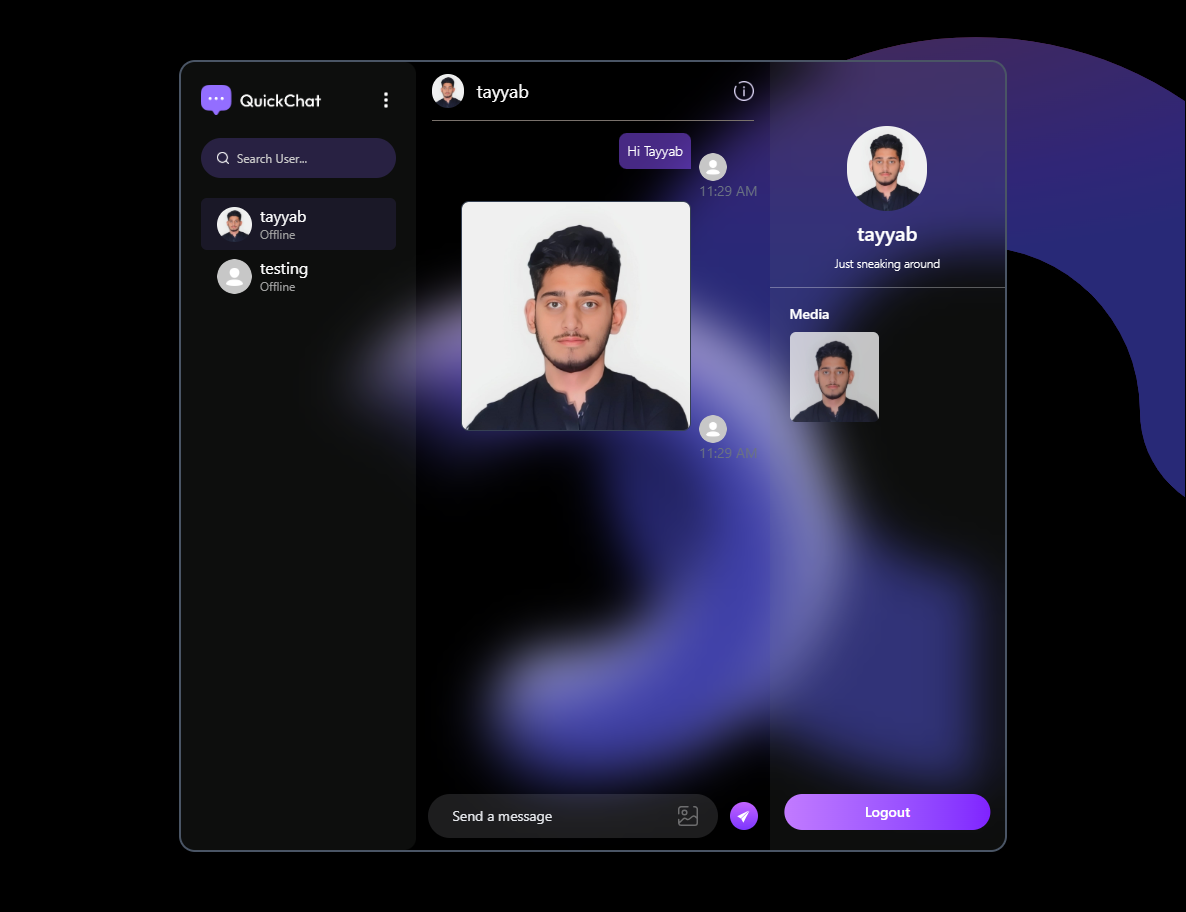 QuickChat
Search User...
tayyab
Offline
testing
Offline
tayyab
Hi Tayyab
11:29 AM
11:29 AM
Send a message
tayyab
Just sneaking around
Media
Logout